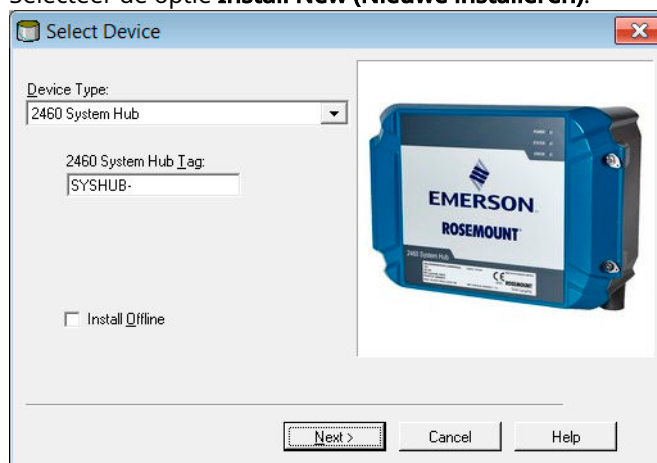 Selecteer de optie Install New (Nieuwe installeren).
Select Device
Device Type:
2460 System Hub
2460 System Hub Tag:
SYSHUB-
Install Offline
EMERSON
ROSEMOUNT
2460 System Hub
CE
Next >
Cancel
Help